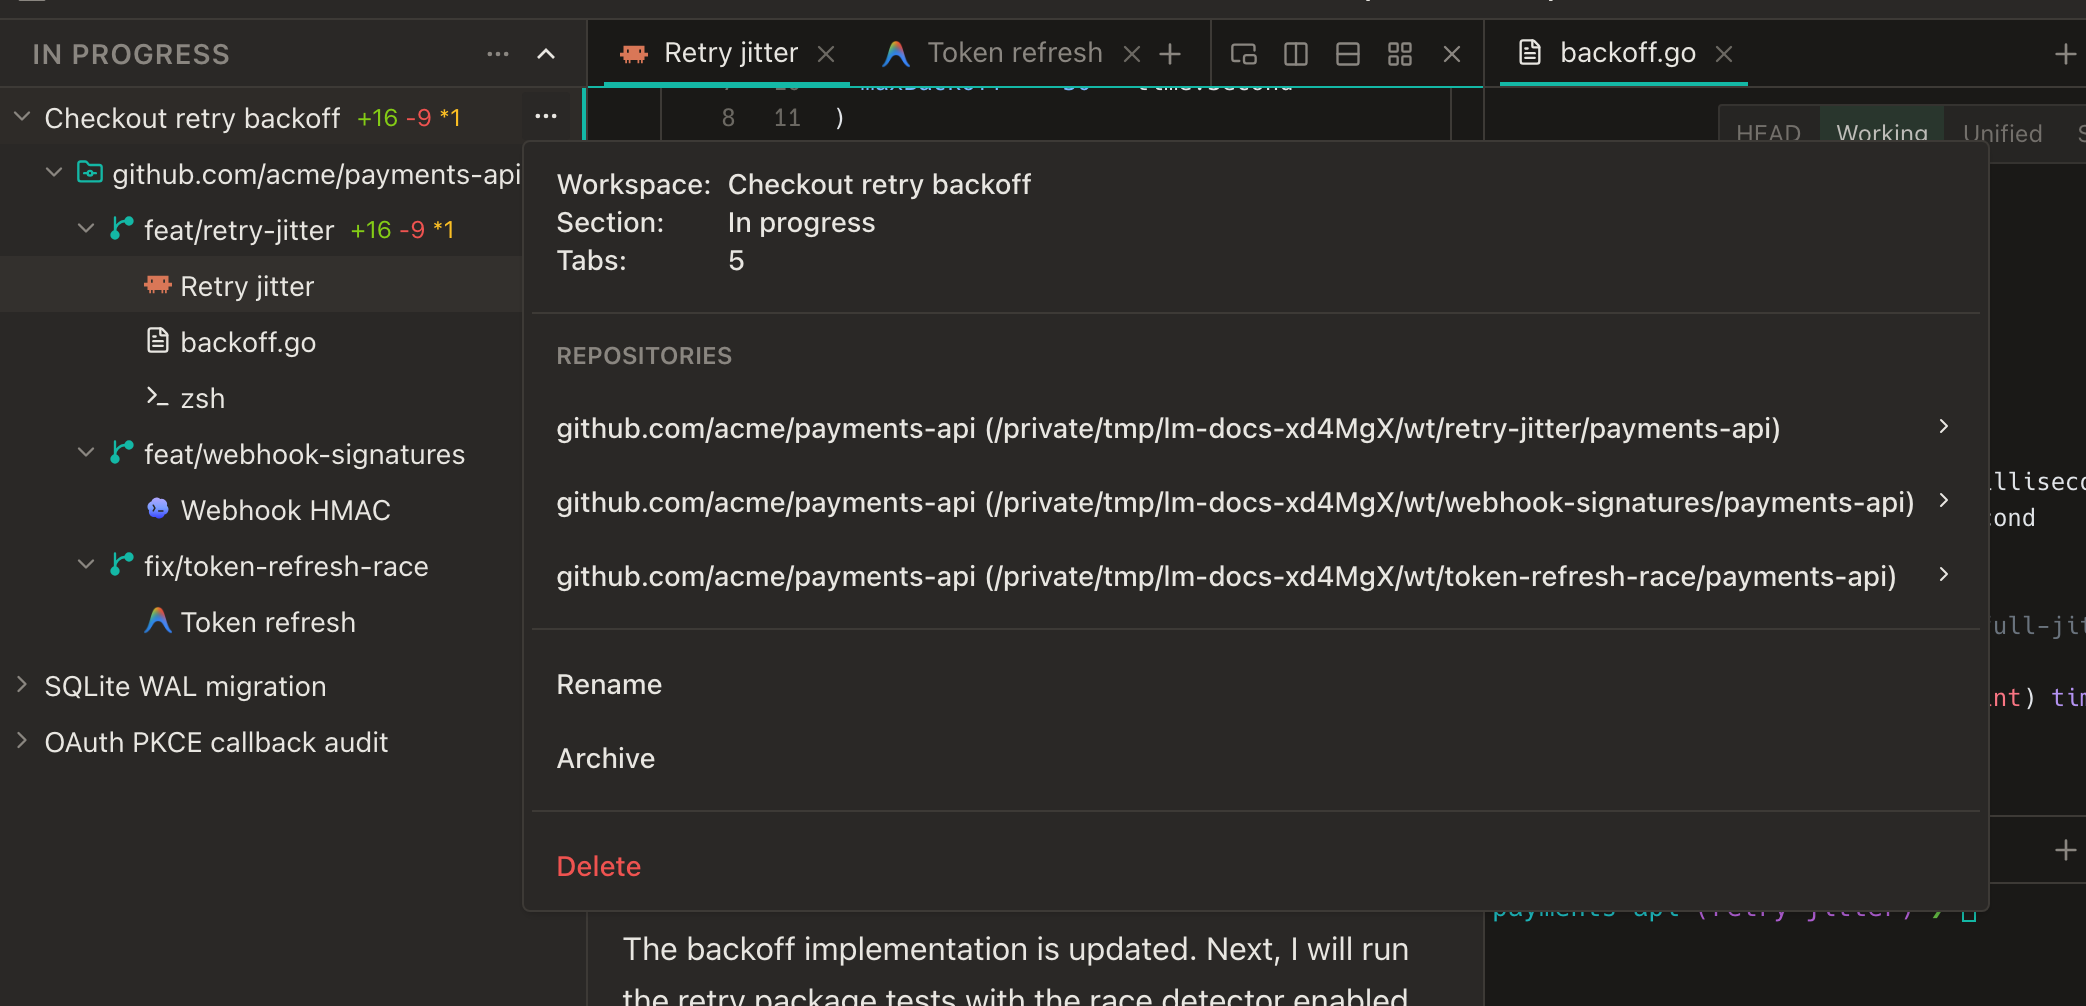 IN PROGRESS
Checkout retry backoff +16 -9 *1
github.com/acme/payments-api
feat/retry-jitter +16 -9 *1
Retry jitter
backoff.go
zsh
feat/webhook-signatures
Webhook HMAC
fix/token-refresh-race
Token refresh
SQLite WAL migration
OAuth PKCE callback audit
Retry jitter
Token refresh
backoff.go
8 11 )
HEAD Working Unified
Workspace: Checkout retry backoff
Section: In progress
Tabs: 5
REPOSITORIES
github.com/acme/payments-api (/private/tmp/lm-docs-xd4MgX/wt/retry-jitter/payments-api)
github.com/acme/payments-api (/private/tmp/lm-docs-xd4MgX/wt/webhook-signatures/payments-api)
github.com/acme/payments-api (/private/tmp/lm-docs-xd4MgX/wt/token-refresh-race/payments-api)
Rename
Archive
Delete
The backoff implementation is updated. Next, I will run
the retry package tests with the race detector enabled